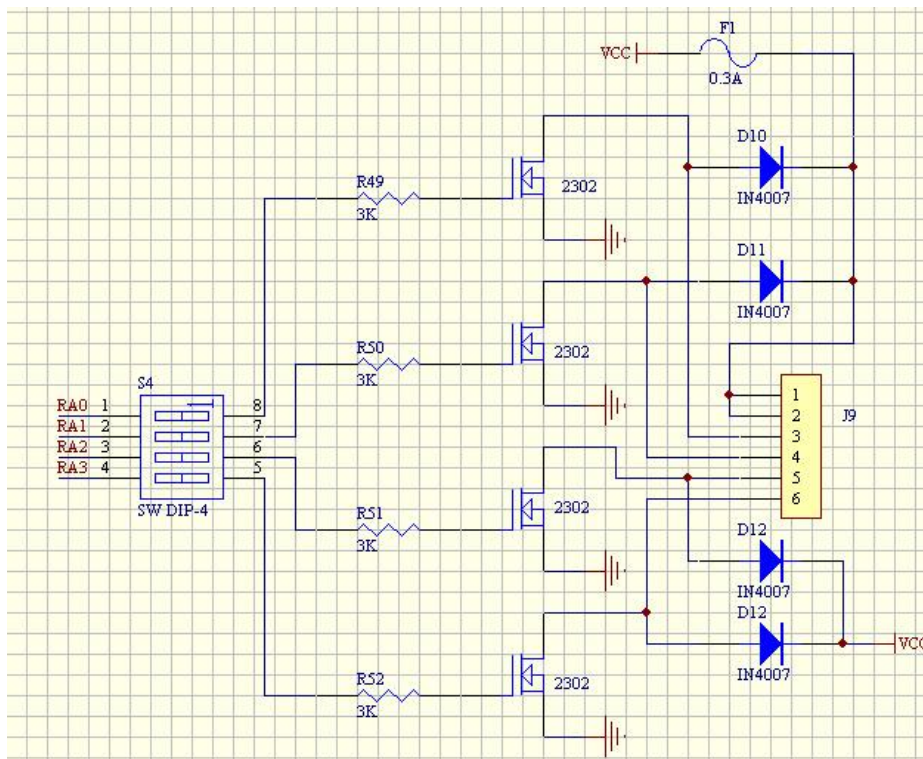 F1
VCC
0.3A
D10
R49
2302
3K
IN4007
D11
IN4007
R50
2302
3K
S4
RA0 1 8
RA1 2 7
RA2 3 6
RA3 4 5
SW DIP-4
1
2
3
4
5
6
J9
R51
2302
3K
D12
IN4007
D12
VCC
IN4007
R52
2302
3K